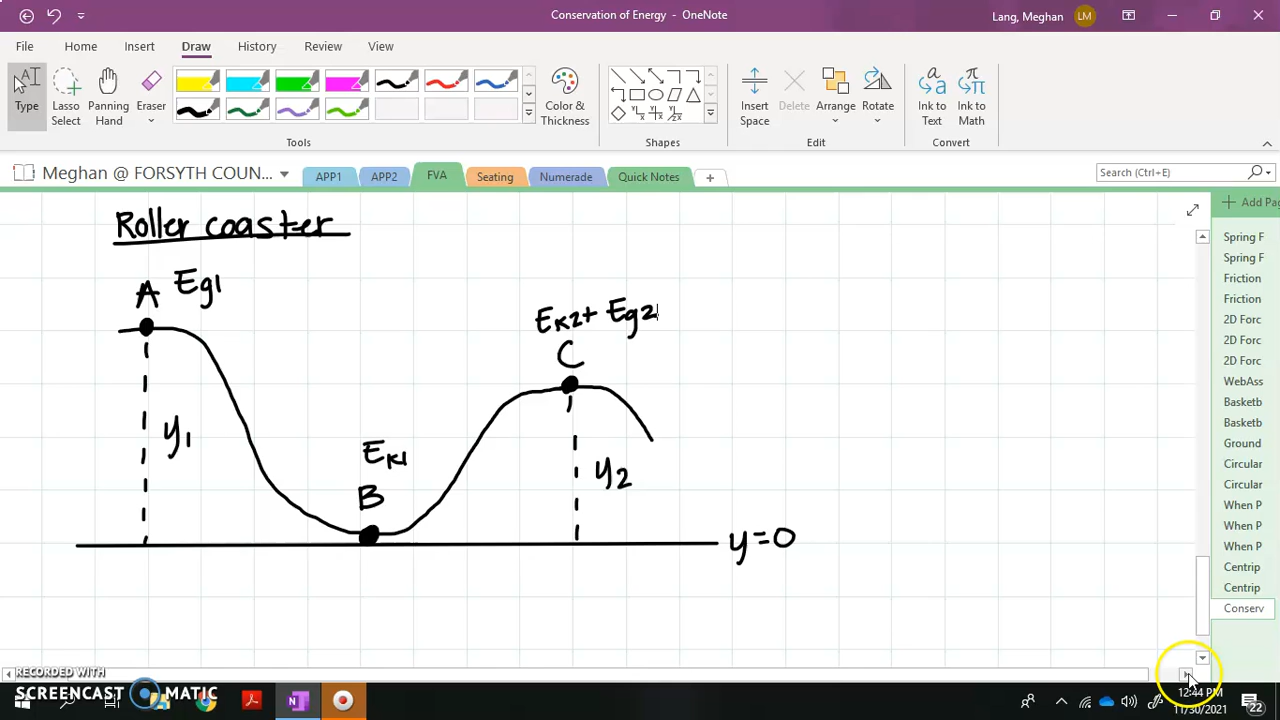 Conservation of Energy - OneNote
Lang, Meghan
LM
File Home Insert Draw History Review View
Type
Lasso Select
Panning Hand
Eraser
Color & Thickness
Insert Space
Delete
Arrange
Rotate
Ink to Text
Ink to Math
Tools
Shapes
Edit
Convert
Meghan @ FORSYTH COUN...
APP1 APP2 FVA Seating Numerade Quick Notes
Search (Ctrl+E)
Add Pag
Roller coaster
A Eg1
Ek2 + Eg2
C
y1
Ek1
B
y2
y=0
Spring F
Spring F
Friction
Friction
2D Forc
2D Forc
2D Forc
WebAss
Basketb
Basketb
Ground
Circular
Circular
When P
When P
When P
Centrip
Centrip
Conserv
RECORDED WITH
SCREENCAST MATIC
12:44 PM
11/30/2021
22